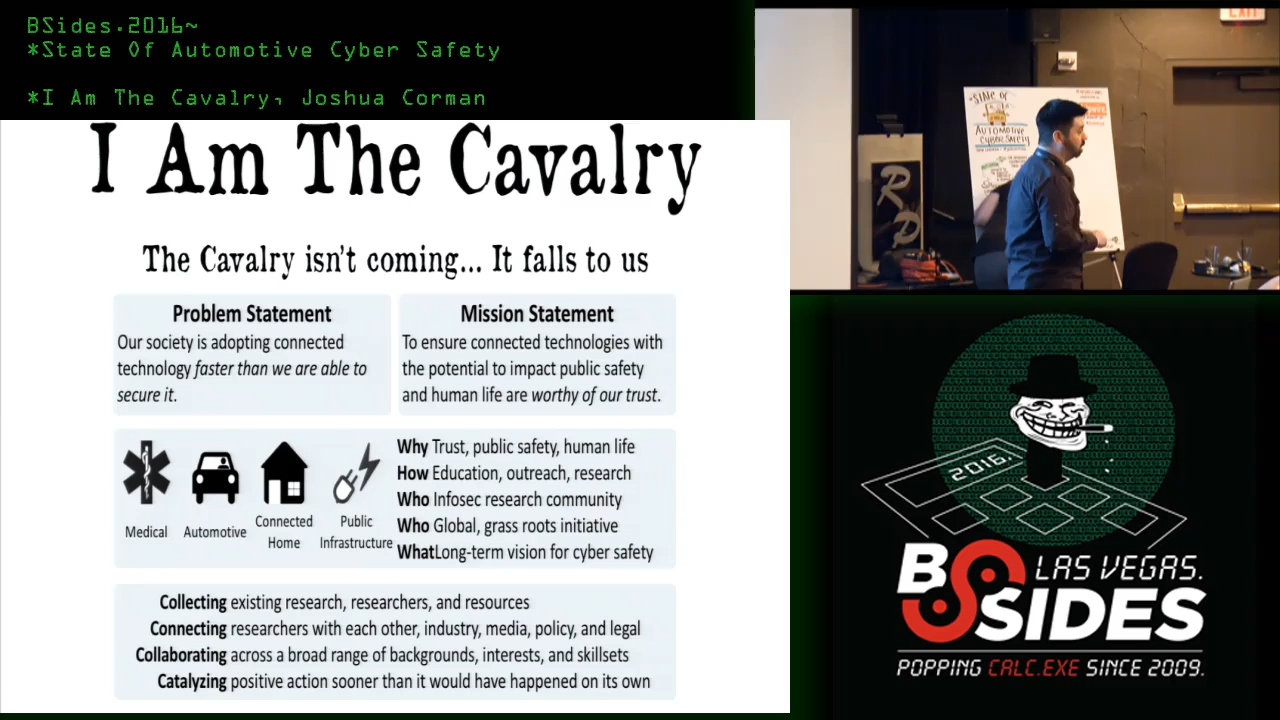 BSides.2016~
*State Of Automotive Cyber Safety
*I Am The Cavalry, Joshua Corman
EXIT
I Am The Cavalry
The Cavalry isn't coming... It falls to us
Problem Statement
Our society is adopting connected
technology faster than we are able to
secure it.
Mission Statement
To ensure connected technologies with
the potential to impact public safety
and human life are worthy of our trust.
Medical
Automotive
Connected
Home
Public
Infrastructure
Why Trust, public safety, human life
How Education, outreach, research
Who Infosec research community
Who Global, grass roots initiative
WhatLong-term vision for cyber safety
Collecting existing research, researchers, and resources
Connecting researchers with each other, industry, media, policy, and legal
Collaborating across a broad range of backgrounds, interests, and skillsets
Catalyzing positive action sooner than it would have happened on its own
AUTOMOTIVE
CYBER SAFETY
RD
2016.
BSIDES
LAS VEGAS.
POPPING CALC.EXE SINCE 2009.